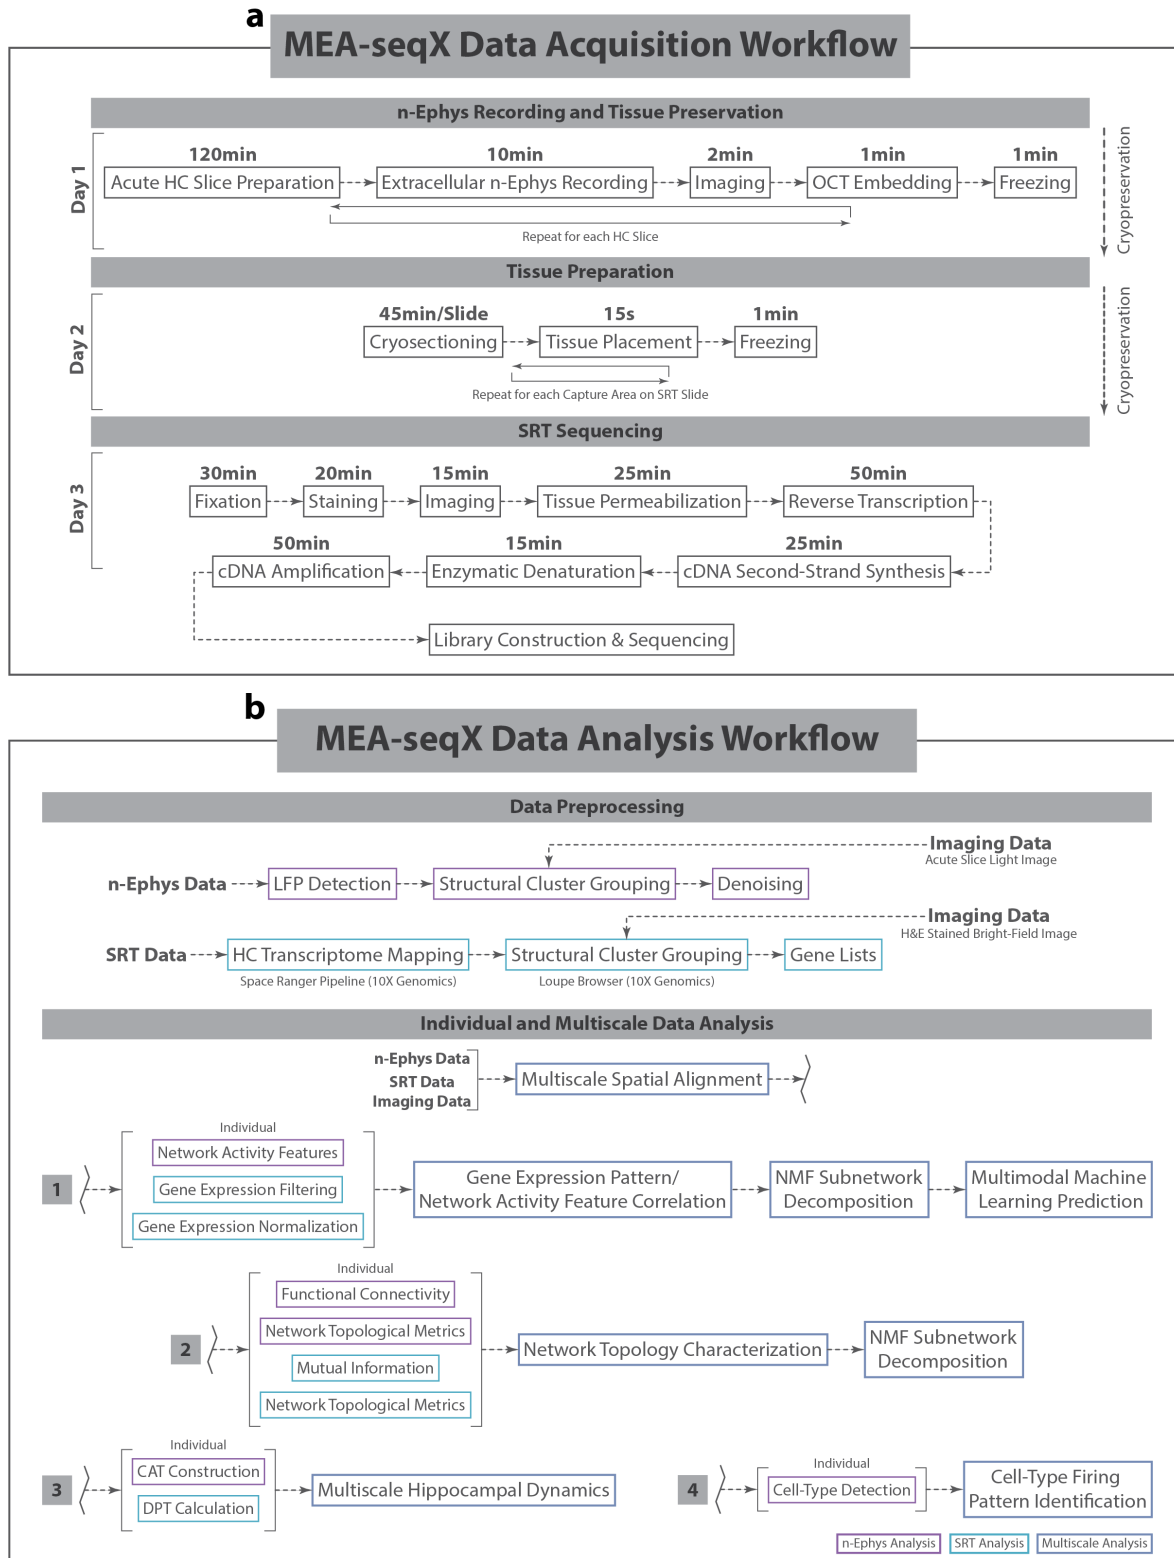 a
MEA-seqX Data Acquisition Workflow
n-Ephys Recording and Tissue Preservation
Day 1
120min
10min
2min
1min
1min
Acute HC Slice Preparation
Extracellular n-Ephys Recording
Imaging
OCT Embedding
Freezing
Repeat for each HC Slice
Cryopreservation
Tissue Preparation
Day 2
45min/Slide
15s
1min
Cryosectioning
Tissue Placement
Freezing
Repeat for each Capture Area on SRT Slide
Cryopreservation
SRT Sequencing
Day 3
30min
20min
15min
25min
50min
Fixation
Staining
Imaging
Tissue Permeabilization
Reverse Transcription
50min
15min
25min
cDNA Amplification
Enzymatic Denaturation
cDNA Second-Strand Synthesis
Library Construction & Sequencing
b
MEA-seqX Data Analysis Workflow
Data Preprocessing
Imaging Data
Acute Slice Light Image
n-Ephys Data
LFP Detection
Structural Cluster Grouping
Denoising
Imaging Data
H&E Stained Bright-Field Image
SRT Data
HC Transcriptome Mapping
Structural Cluster Grouping
Gene Lists
Space Ranger Pipeline (10X Genomics)
Loupe Browser (10X Genomics)
Individual and Multiscale Data Analysis
n-Ephys Data
SRT Data
Imaging Data
Multiscale Spatial Alignment
1
Individual
Network Activity Features
Gene Expression Filtering
Gene Expression Normalization
Gene Expression Pattern/
Network Activity Feature Correlation
NMF Subnetwork
Decomposition
Multimodal Machine
Learning Prediction
2
Individual
Functional Connectivity
Network Topological Metrics
Mutual Information
Network Topological Metrics
Network Topology Characterization
NMF Subnetwork
Decomposition
3
Individual
CAT Construction
DPT Calculation
Multiscale Hippocampal Dynamics
4
Individual
Cell-Type Detection
Cell-Type Firing
Pattern Identification
n-Ephys Analysis
SRT Analysis
Multiscale Analysis